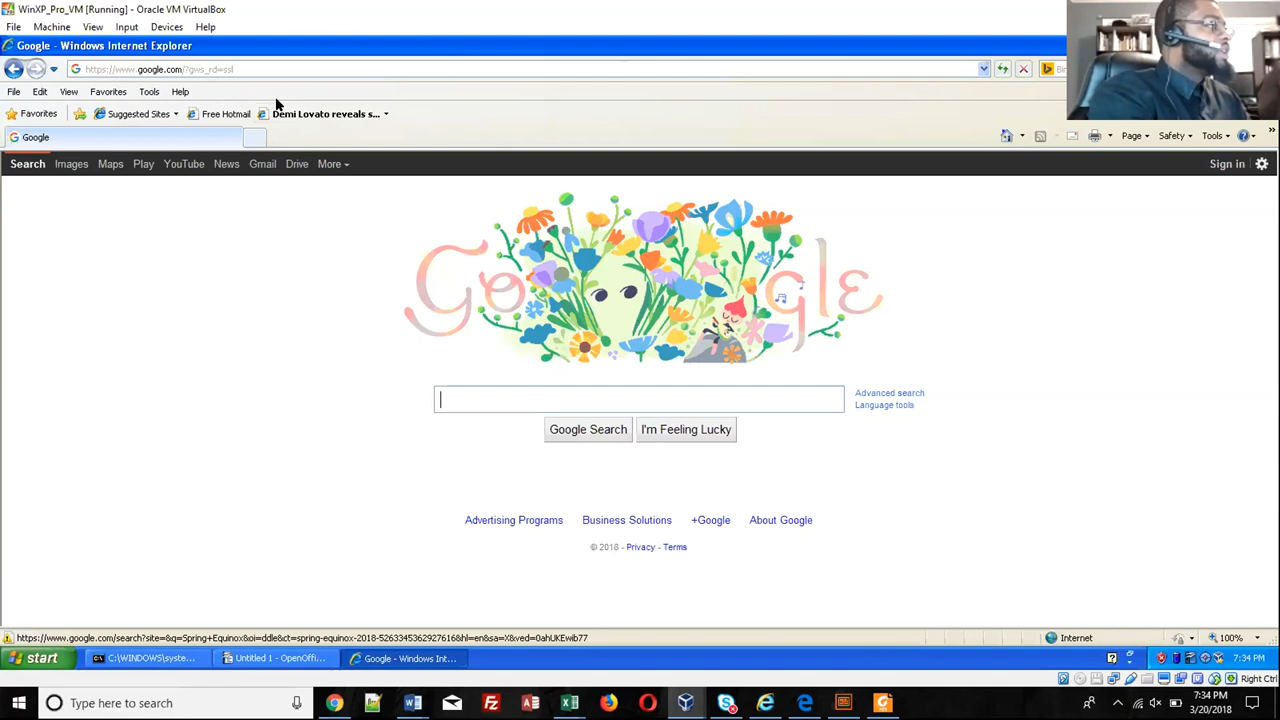 WinXP_Pro_VM [Running] - Oracle VM VirtualBox
File Machine View Input Devices Help
Google - Windows Internet Explorer
https://www.google.com/?gws_rd=ssl
File Edit View Favorites Tools Help
Favorites Suggested Sites Free Hotmail Demi Lovato reveals s...
Google
Page Safety Tools
Search Images Maps Play YouTube News Gmail Drive More Sign in
Google
Advanced search
Language tools
Google Search I'm Feeling Lucky
Advertising Programs Business Solutions +Google About Google
© 2018 - Privacy - Terms
Internet 100%
start C:\WINDOWS\syste... Untitled 1 - OpenOffi... Google - Windows Int... 7:34 PM
Right Ctrl
Type here to search
7:34 PM
3/20/2018